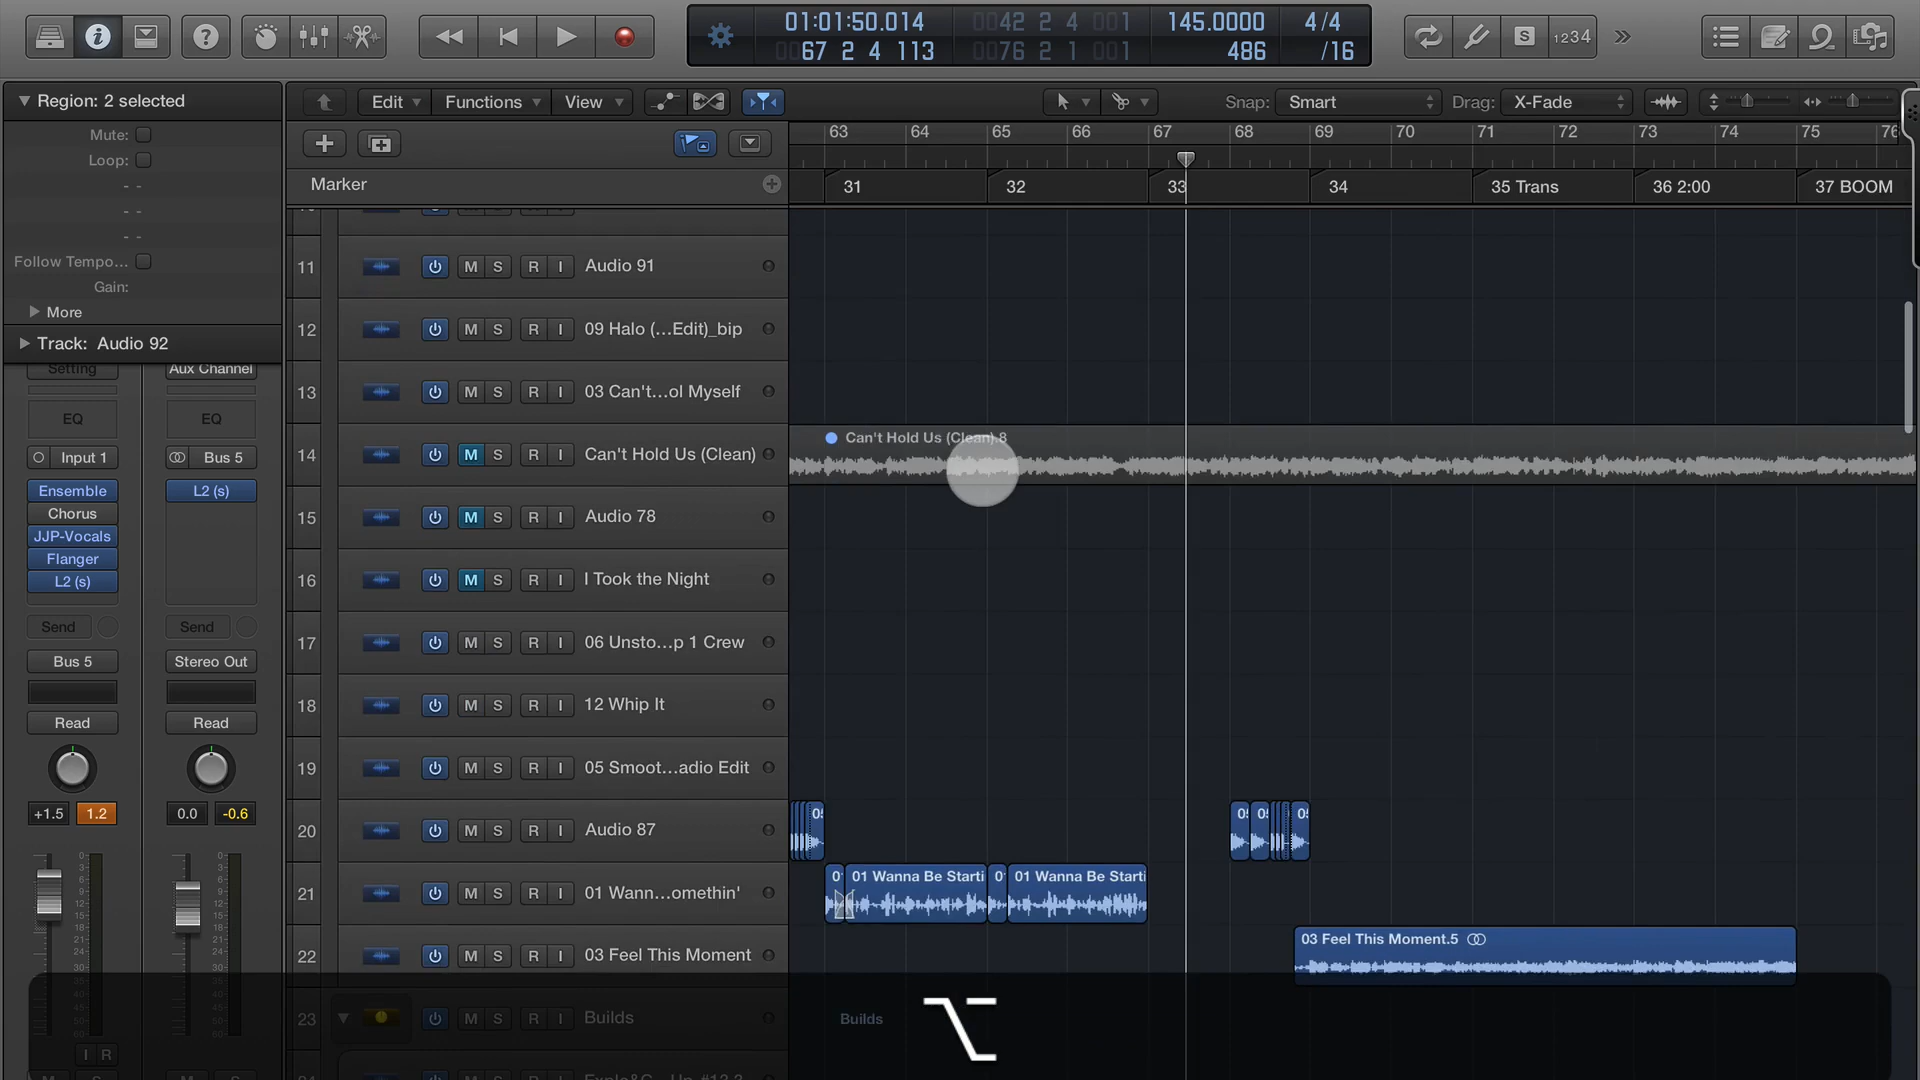 01:01:50.014 0042 2 4 001 145.0000 4/4
0067 2 4 113 0076 2 1 001 486 /16
S 1234
Region: 2 selected
Edit Functions View Snap: Smart Drag: X-Fade
Mute:
Loop:
- -
- -
- -
Follow Tempo...
Gain:
More
Track: Audio 92
63 64 65 66 67 68 69 70 71 72 73 74 75 76
Marker
31 32 33 34 35 Trans 36 2:00 37 BOOM
11 M S R I Audio 91
12 M S R I 09 Halo (...Edit)_bip
13 M S R I 03 Can't...ol Myself
14 M S R I Can't Hold Us (Clean)
Can't Hold Us (Clean).8
15 M S R I Audio 78
16 M S R I I Took the Night
17 M S R I 06 Unsto...p 1 Crew
18 M S R I 12 Whip It
19 M S R I 05 Smoot...adio Edit
20 M S R I Audio 87
05 05 05
21 M S R I 01 Wann...omethin'
01 Wanna Be Starti 01 Wanna Be Starti
22 M S R I 03 Feel This Moment
03 Feel This Moment.5
23 M S R I Builds
Builds
⌥
Setting Aux Channel
EQ EQ
Input 1 Bus 5
Ensemble L2 (s)
Chorus
JJP-Vocals
Flanger
L2 (s)
Send Send
Bus 5 Stereo Out
Read Read
+1.5 1.2 0.0 -0.6
I R